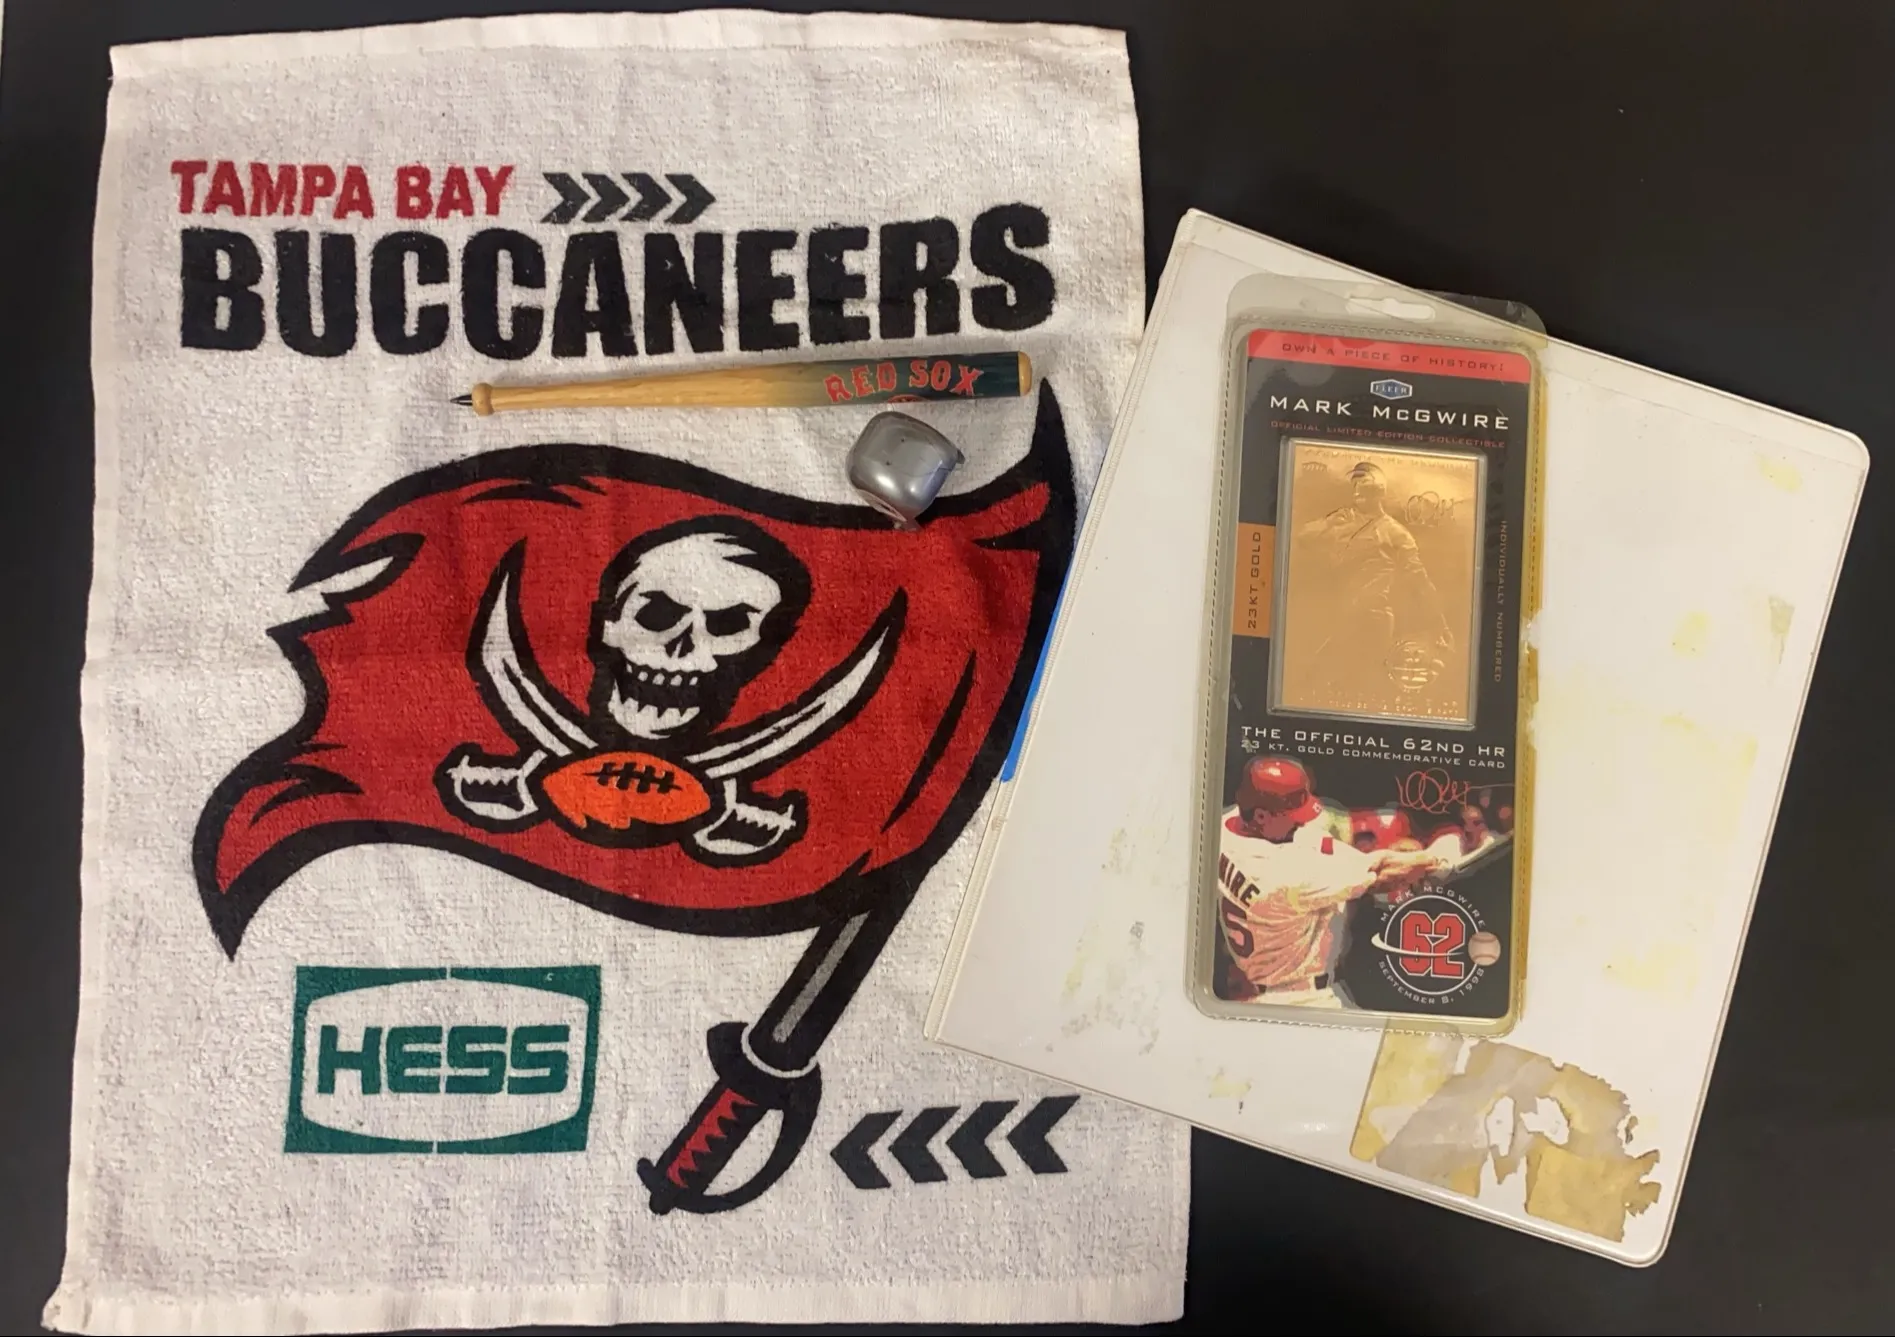 TAMPA BAY
BUCCANEERS
RED SOX
HESS
OWN A PIECE OF HISTORY!
FLEER
MARK McGWIRE
OFFICIAL LIMITED EDITION COLLECTIBLE
23KT GOLD
INDIVIDUALLY NUMBERED
THE OFFICIAL 62ND HR
23 KT. GOLD COMMEMORATIVE CARD
MARK McGWIRE
62
SEPTEMBER 8, 1998